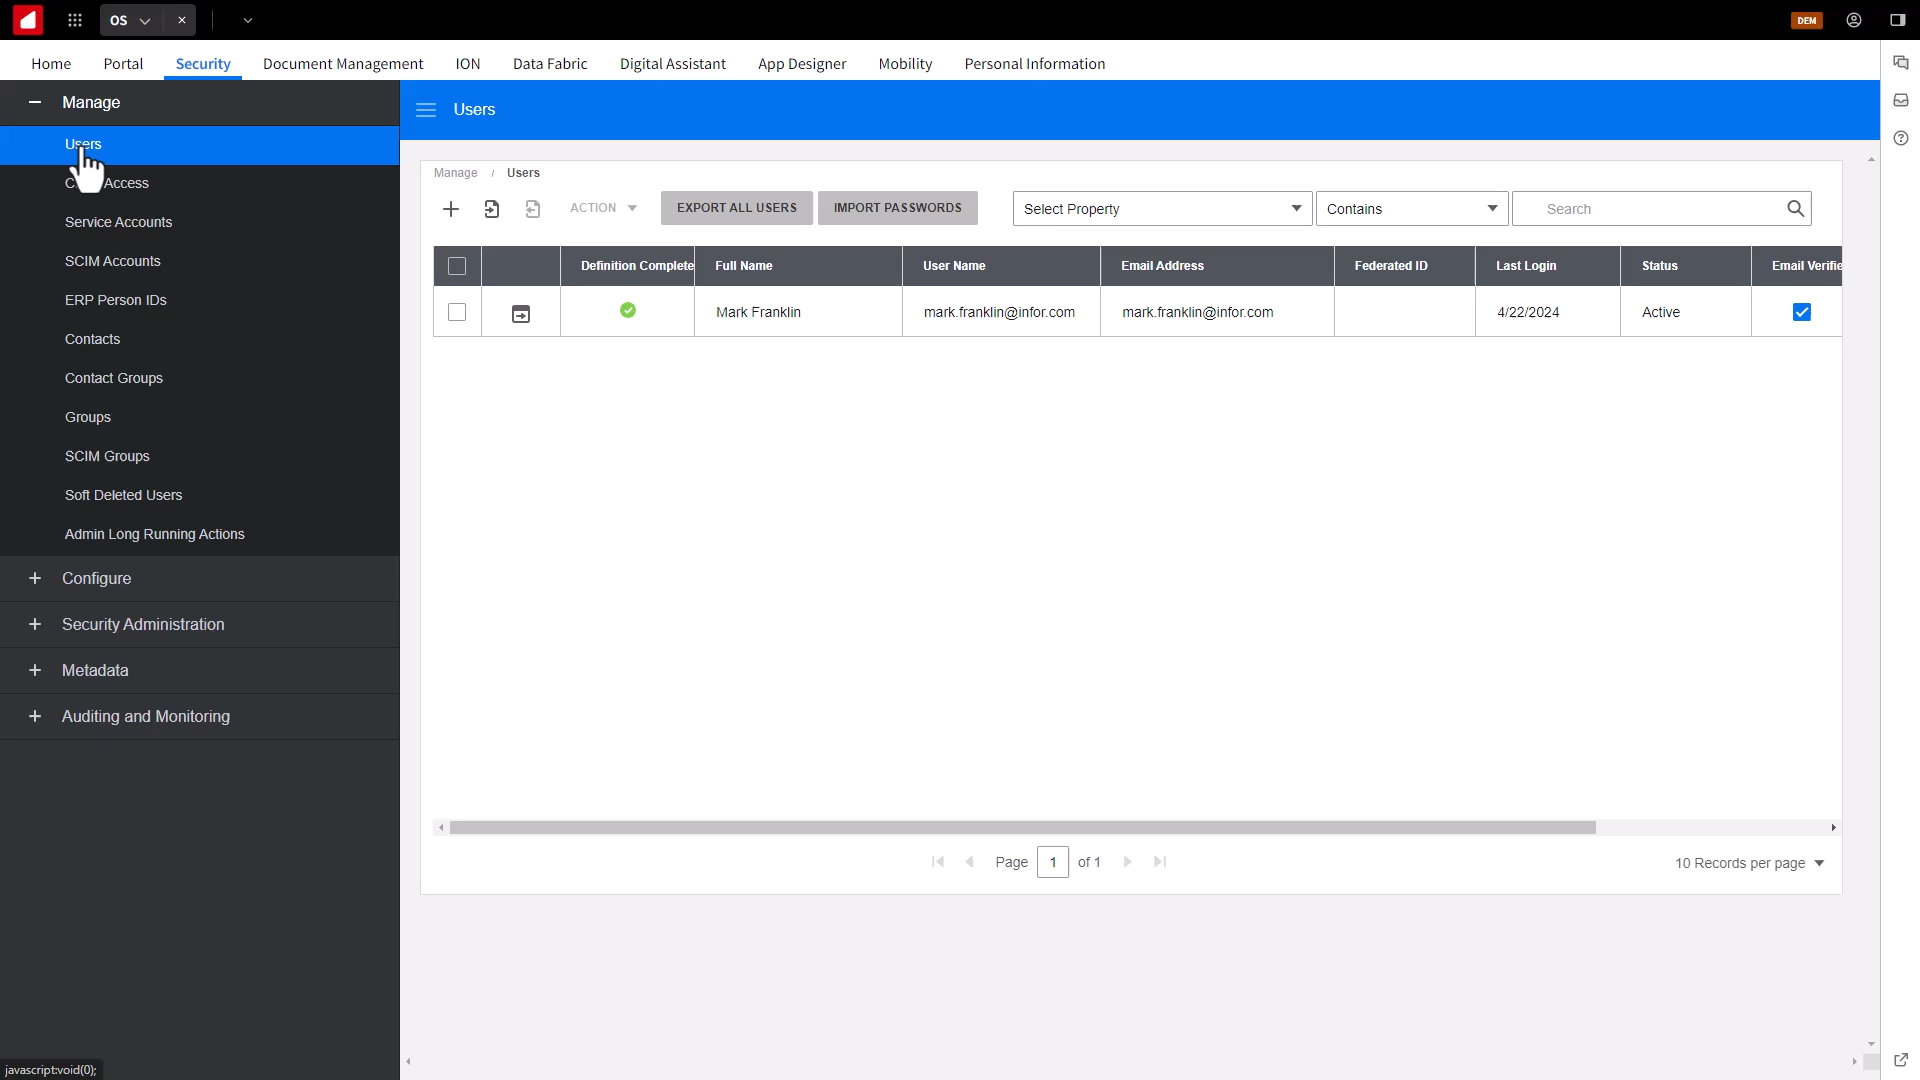 OS
DEM
Home Portal Security Document Management ION Data Fabric Digital Assistant App Designer Mobility Personal Information
Manage
Users
Users
Access
Service Accounts
SCIM Accounts
ERP Person IDs
Contacts
Contact Groups
Groups
SCIM Groups
Soft Deleted Users
Admin Long Running Actions
Configure
Security Administration
Metadata
Auditing and Monitoring
Manage / Users
ACTION EXPORT ALL USERS IMPORT PASSWORDS Select Property Contains Search
Definition Complete Full Name User Name Email Address Federated ID Last Login Status Email Verifie
Mark Franklin mark.franklin@infor.com mark.franklin@infor.com 4/22/2024 Active
Page 1 of 1
10 Records per page
javascript:void(0);